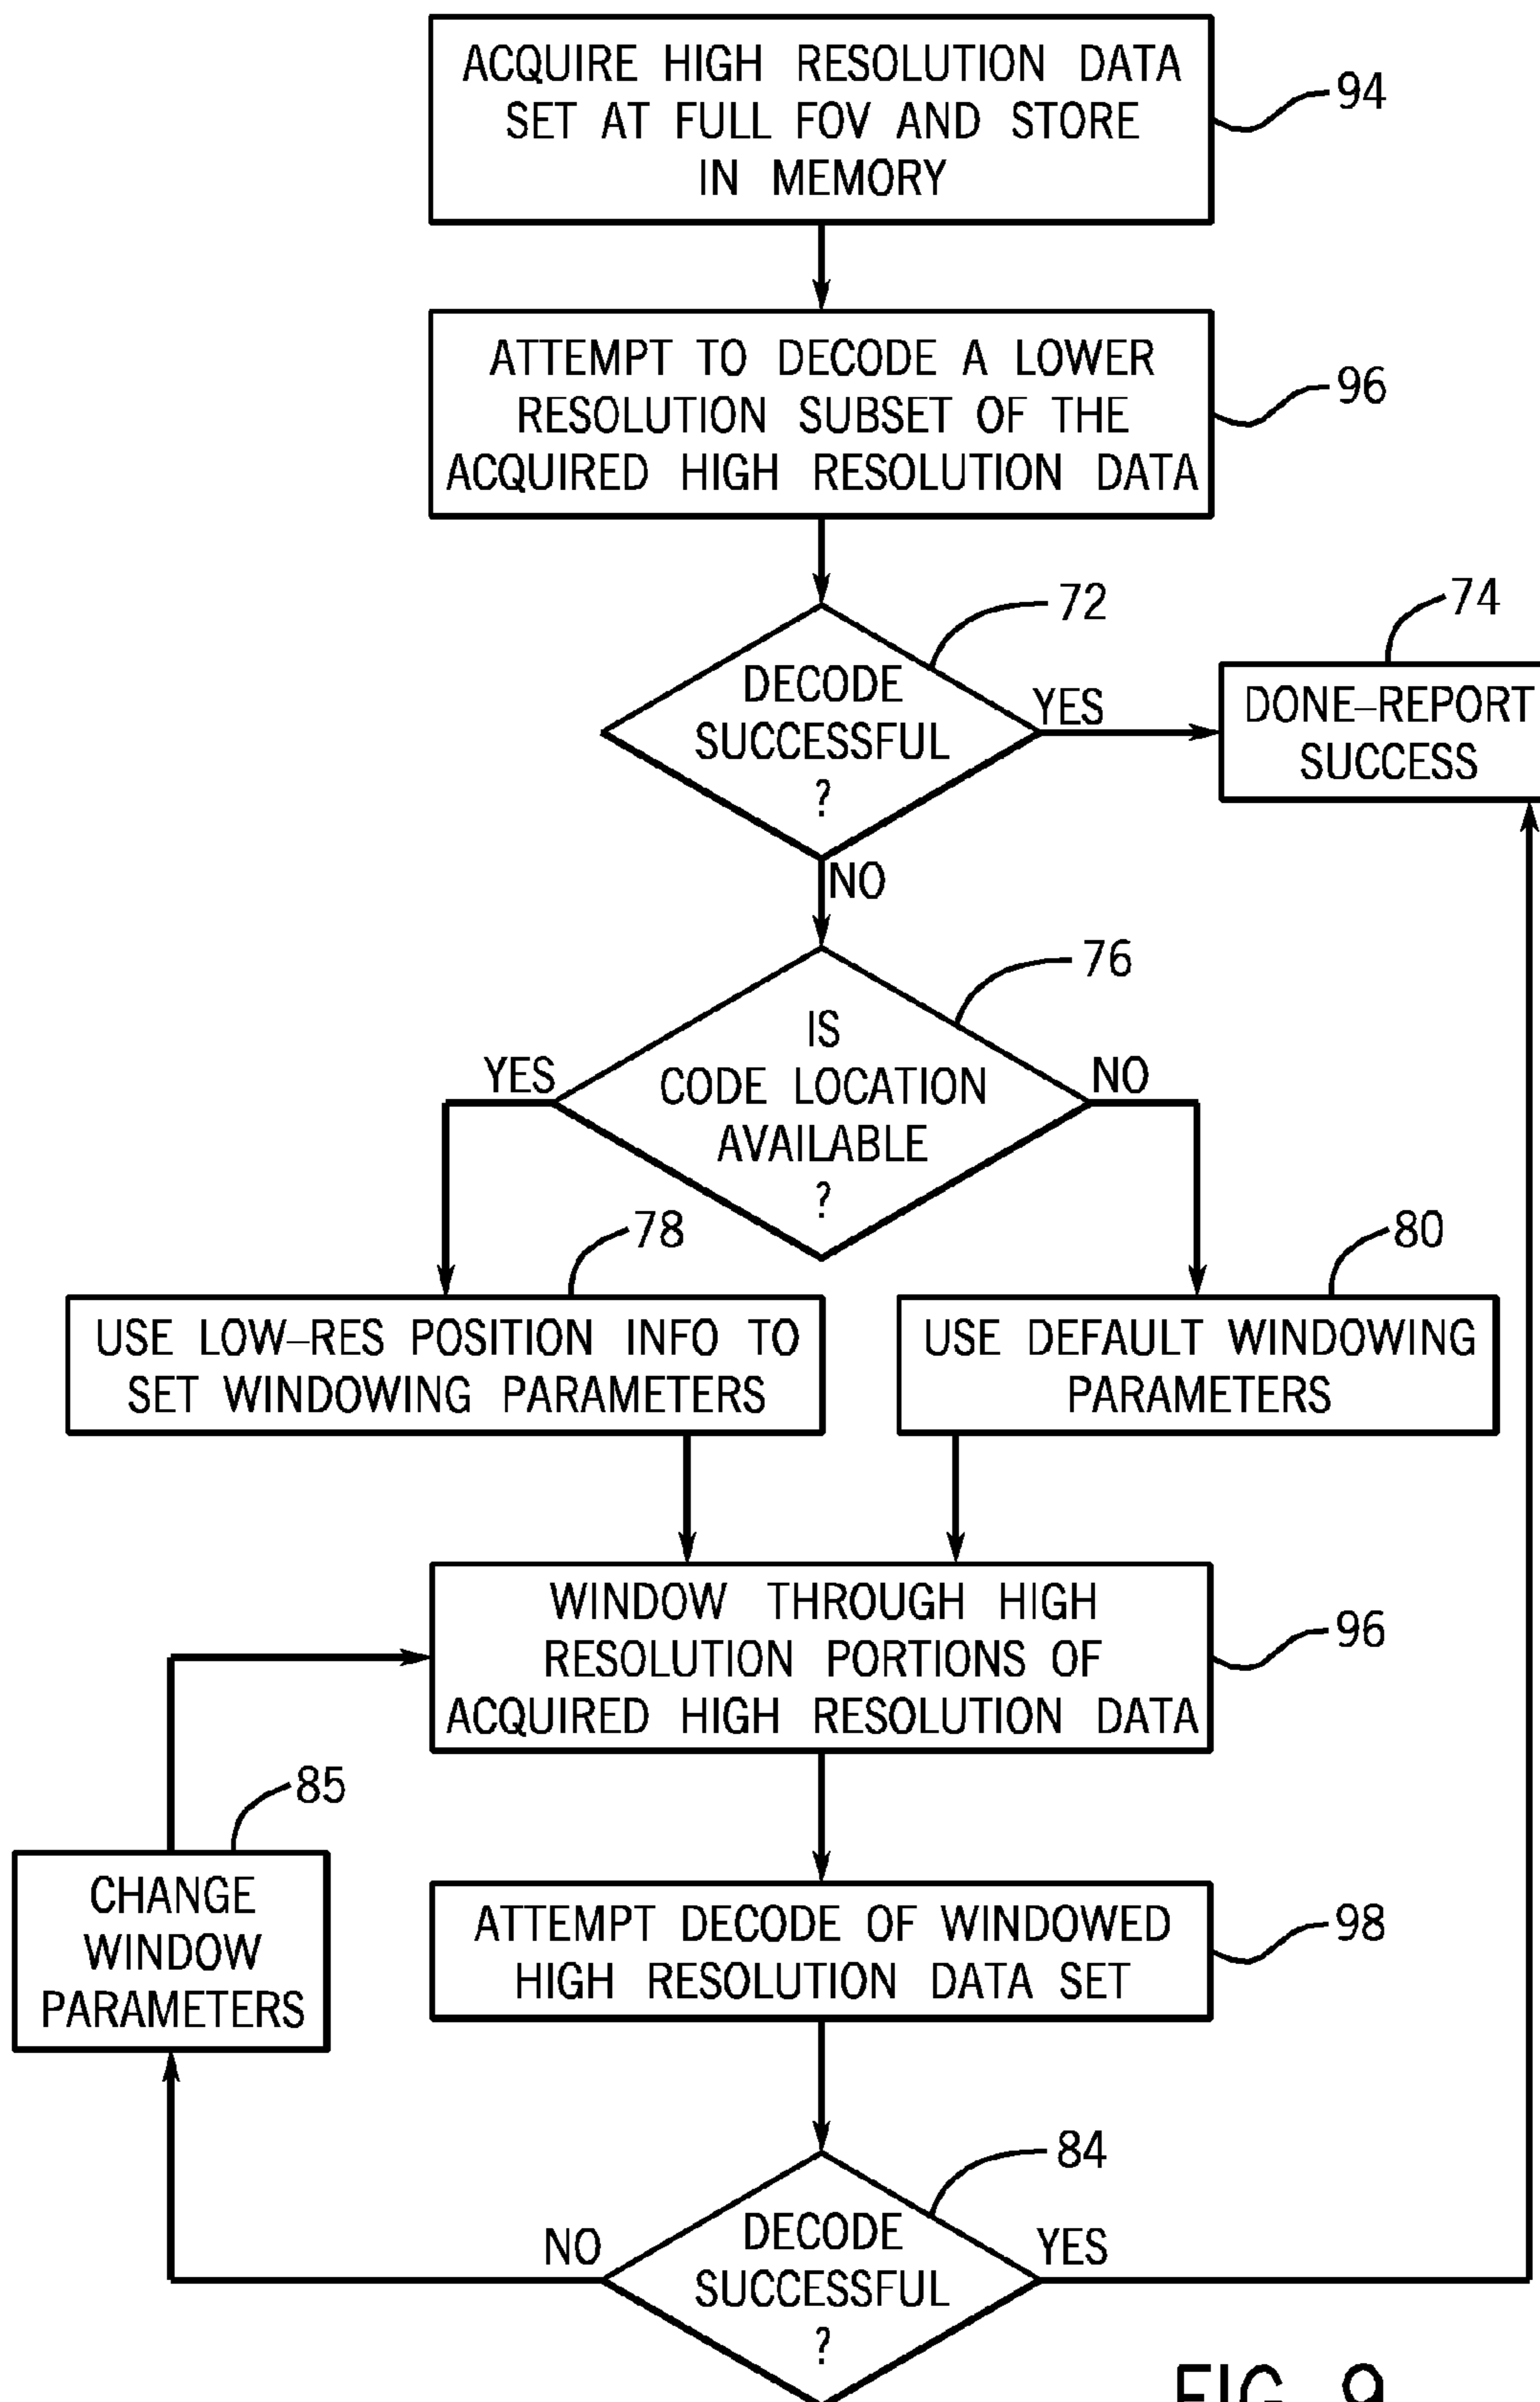 ACQUIRE HIGH RESOLUTION DATA
SET AT FULL FOV AND STORE
IN MEMORY
94
ATTEMPT TO DECODE A LOWER
RESOLUTION SUBSET OF THE
ACQUIRED HIGH RESOLUTION DATA
96
72
DECODE
SUCCESSFUL
?
YES
74
DONE–REPORT
SUCCESS
NO
76
IS
CODE LOCATION
AVAILABLE
?
YES
NO
78
USE LOW–RES POSITION INFO TO
SET WINDOWING PARAMETERS
80
USE DEFAULT WINDOWING
PARAMETERS
WINDOW THROUGH HIGH
RESOLUTION PORTIONS OF
ACQUIRED HIGH RESOLUTION DATA
96
85
CHANGE
WINDOW
PARAMETERS
ATTEMPT DECODE OF WINDOWED
HIGH RESOLUTION DATA SET
98
84
DECODE
SUCCESSFUL
?
NO
YES
FIG. 9